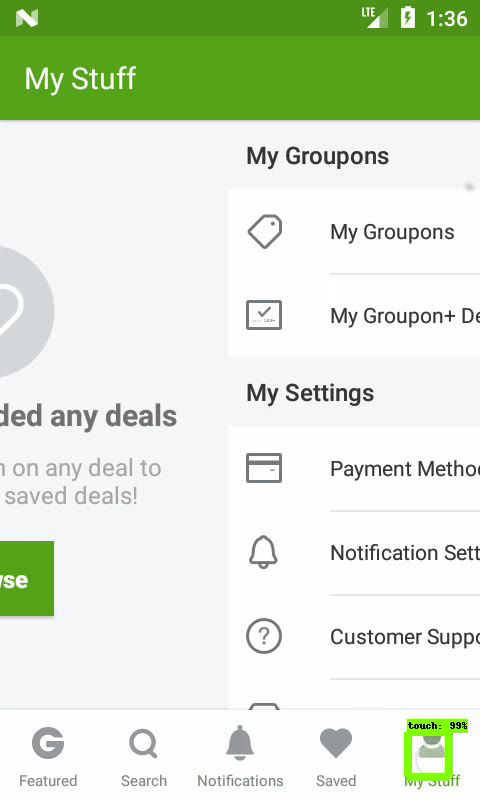 LTE 1:36
My Stuff
My Groupons
My Groupons
My Groupon+ De
My Settings
ded any deals
Payment Metho
n on any deal to
saved deals!
Notification Sett
wse
Customer Suppo
touch: 99%
Featured
Search
Notifications
Saved
My Stuff